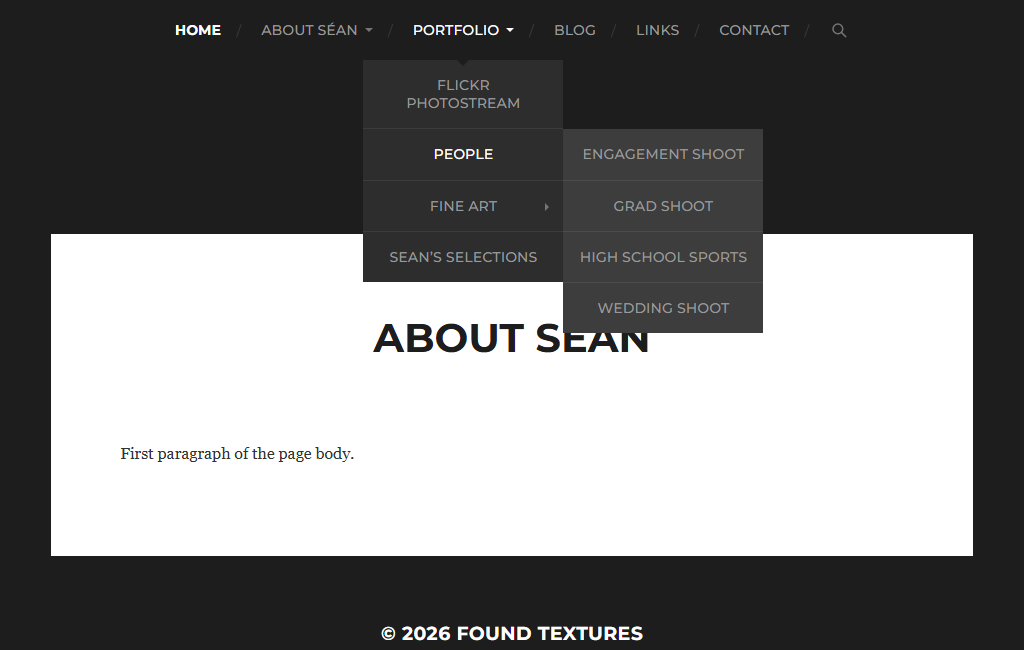 HOME / ABOUT SÉAN / PORTFOLIO / BLOG / LINKS / CONTACT /
FLICKR
PHOTOSTREAM
PEOPLE
FINE ART
SEAN’S SELECTIONS
ENGAGEMENT SHOOT
GRAD SHOOT
HIGH SCHOOL SPORTS
WEDDING SHOOT
ABOUT SEAN
First paragraph of the page body.
© 2026 FOUND TEXTURES